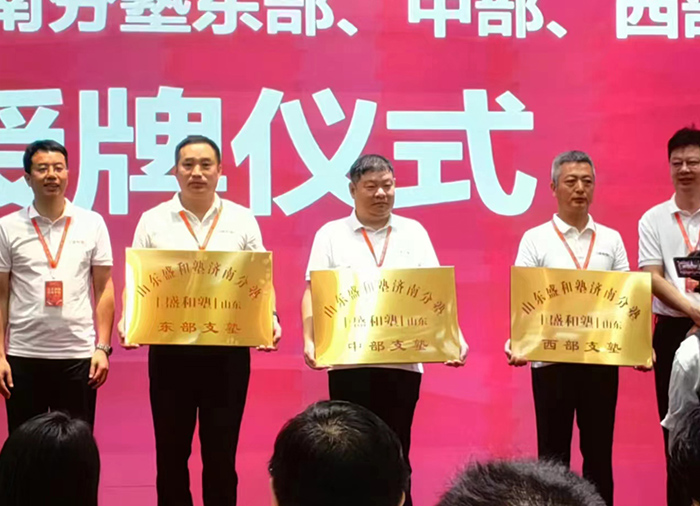 南分塾东部、中部、西部
授牌仪式
山东盛和塾济南分塾
[盛和塾]山东
东部支塾
山东盛和塾济南分塾
[盛和塾]山东
中部支塾
山东盛和塾济南分塾
[盛和塾]山东
西部支塾